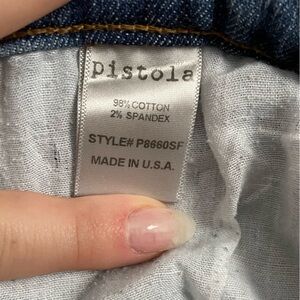 pistola
98% COTTON
2% SPANDEX
STYLE# P8660SF
MADE IN U.S.A.